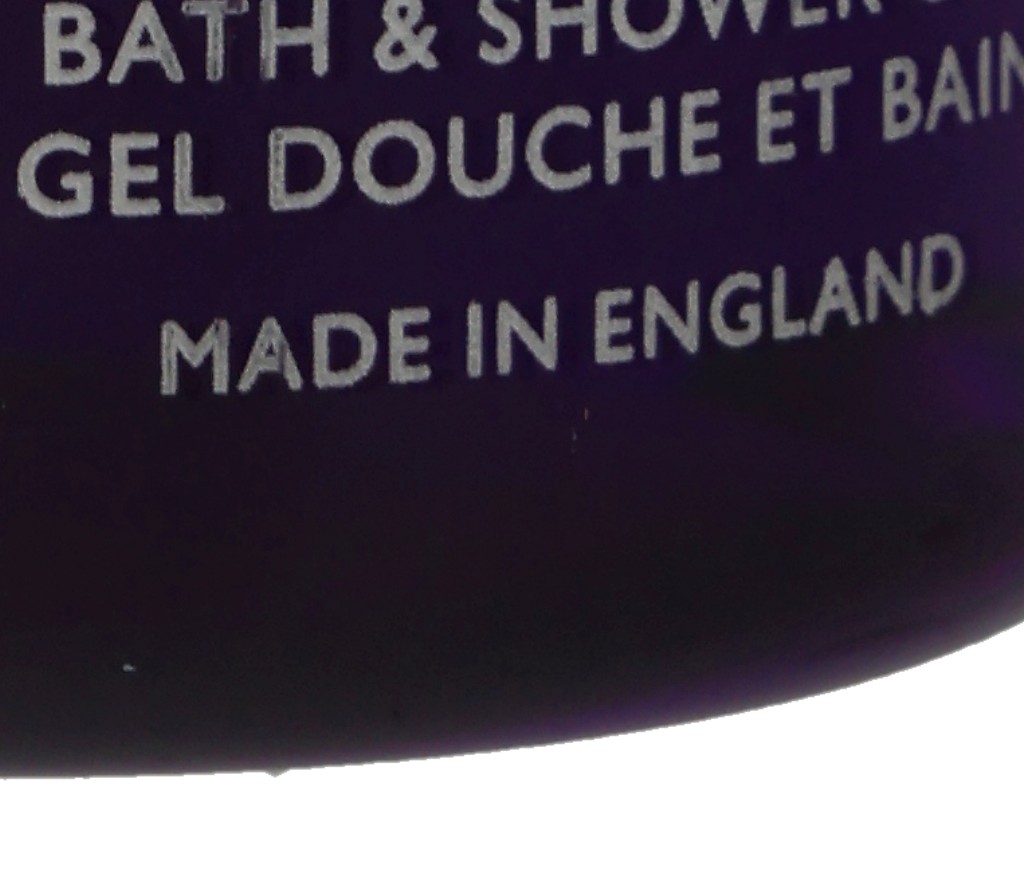 BATH & SHOWER
GEL DOUCHE ET BAIN
MADE IN ENGLAND